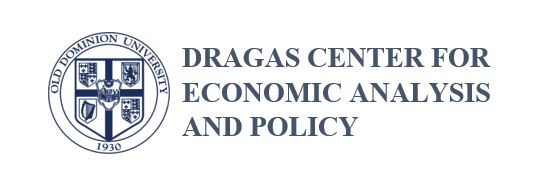 OLD DOMINION UNIVERSITY
1930
DRAGAS CENTER FOR
ECONOMIC ANALYSIS
AND POLICY